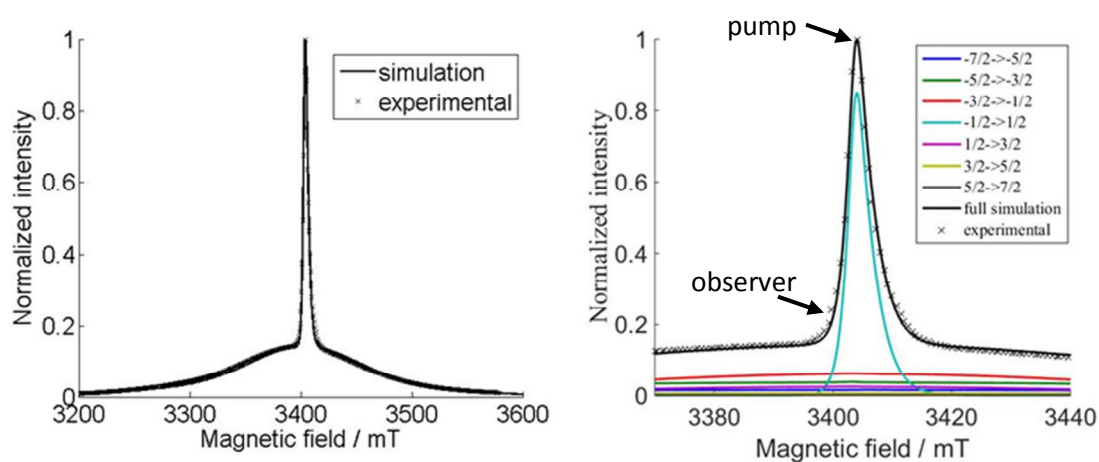 1
0.8
0.6
0.4
0.2
0
Normalized intensity
simulation
experimental
3200 3300 3400 3500 3600
Magnetic field / mT
pump
observer
1
0.8
0.6
0.4
0.2
0
Normalized intensity
-7/2->-5/2
-5/2->-3/2
-3/2->-1/2
-1/2->1/2
1/2->3/2
3/2->5/2
5/2->7/2
full simulation
experimental
3380 3400 3420 3440
Magnetic field / mT